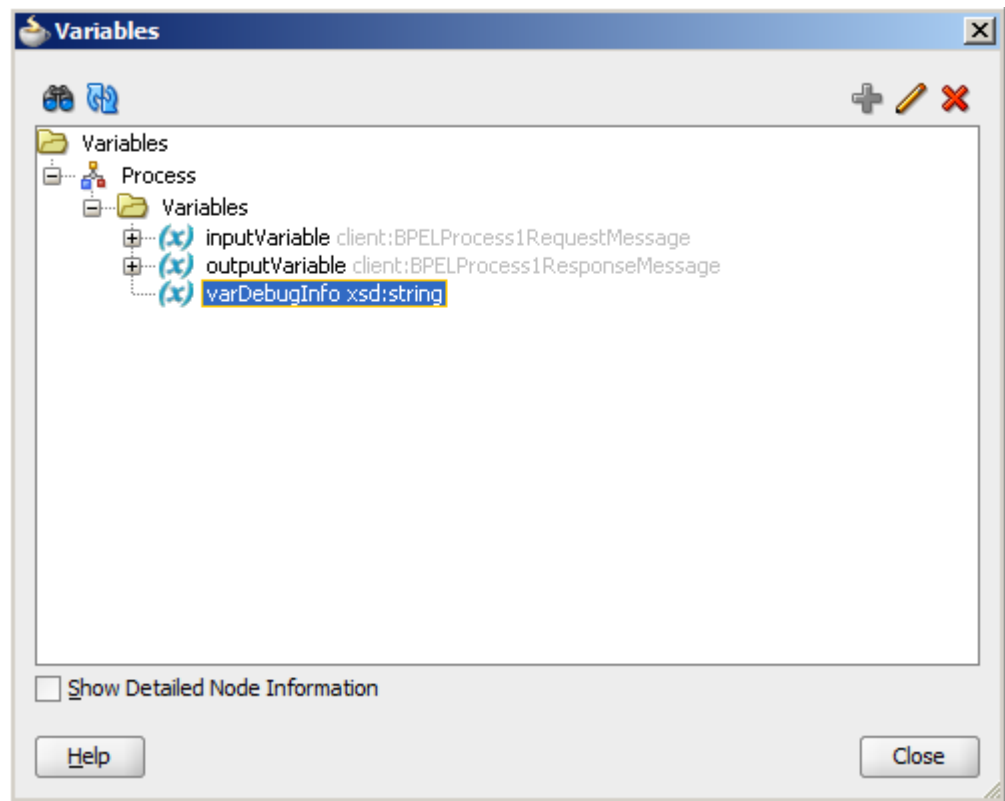 Variables
Variables
Process
Variables
inputVariable client:BPELProcess1RequestMessage
outputVariable client:BPELProcess1ResponseMessage
varDebugInfo xsd:string
Show Detailed Node Information
Help
Close